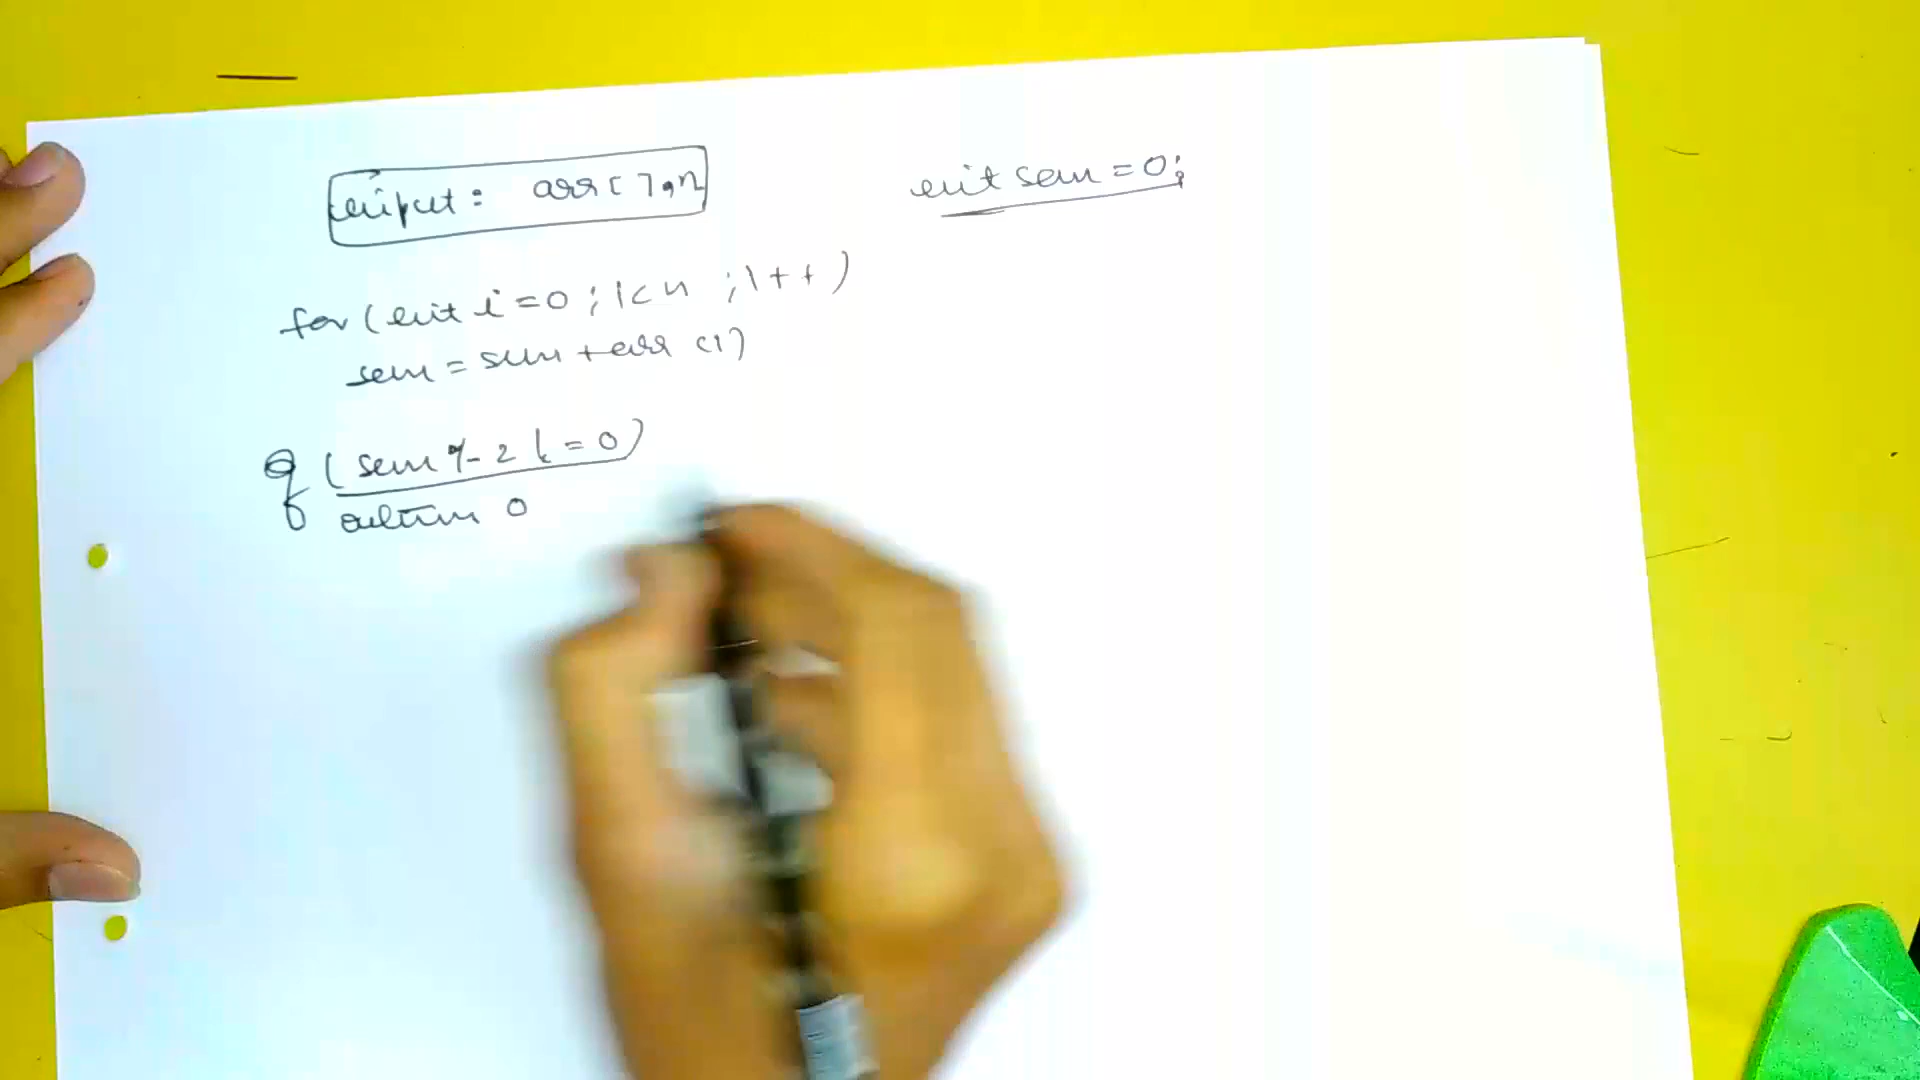 input: arr[],n
int sum=0;
for(int i=0;i<n;i++)
sum=sum+arr[i]
if (sum%2!=0)
return 0